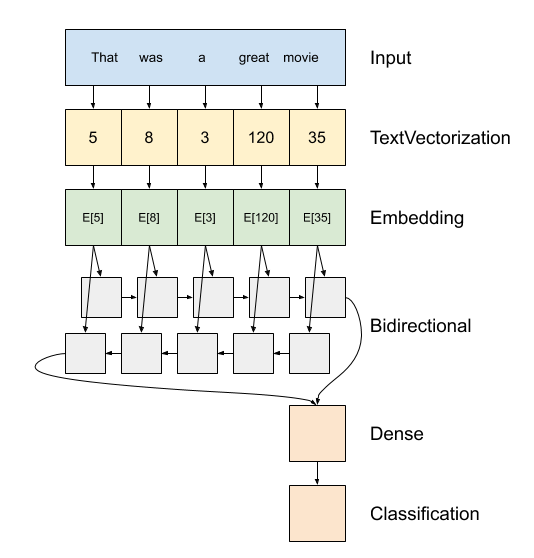 That was a great movie Input
5 8 3 120 35 TextVectorization
E[5] E[8] E[3] E[120] E[35] Embedding
Bidirectional
Dense
Classification